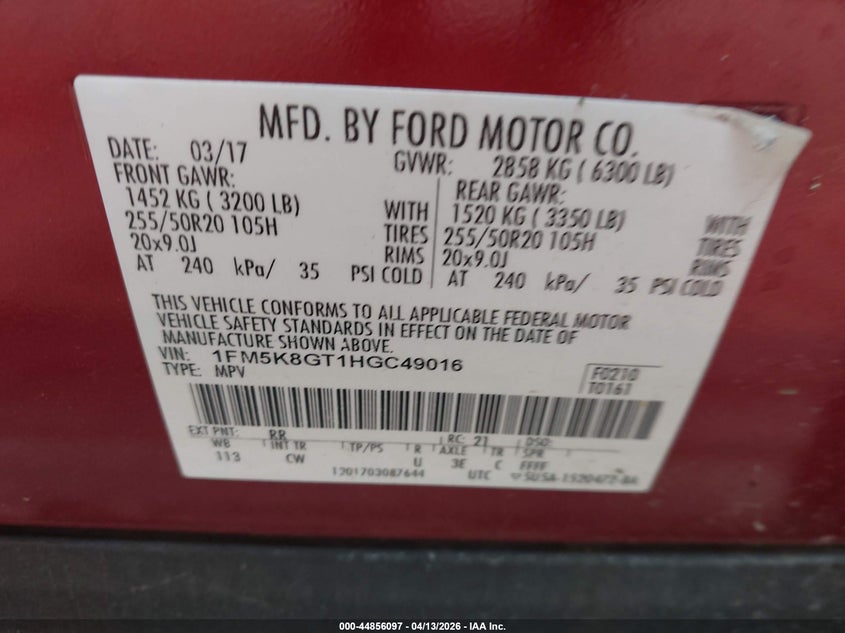 MFD. BY FORD MOTOR CO.
DATE: 03/17 GVWR: 2858 KG ( 6300 LB)
FRONT GAWR: REAR GAWR:
1452 KG ( 3200 LB) WITH 1520 KG ( 3350 LB) WITH
255/50R20 105H TIRES 255/50R20 105H TIRES
20x9.0J RIMS 20x9.0J RIMS
AT 240 kPa/ 35 PSI COLD AT 240 kPa/ 35 PSI COLD
THIS VEHICLE CONFORMS TO ALL APPLICABLE FEDERAL MOTOR
VEHICLE SAFETY STANDARDS IN EFFECT ON THE DATE OF
MANUFACTURE SHOWN ABOVE.
VIN: 1FM5K8GT1HGC49016 F0210
TYPE: MPV T0161
EXT PNT: RR RC: 21 DSO:
WB INT TR TP/PS R AXLE TR SPR
113 CW U 3E C FFFF
1201703087644 UTC
000-44856097 04/13/2026 IAA Inc.